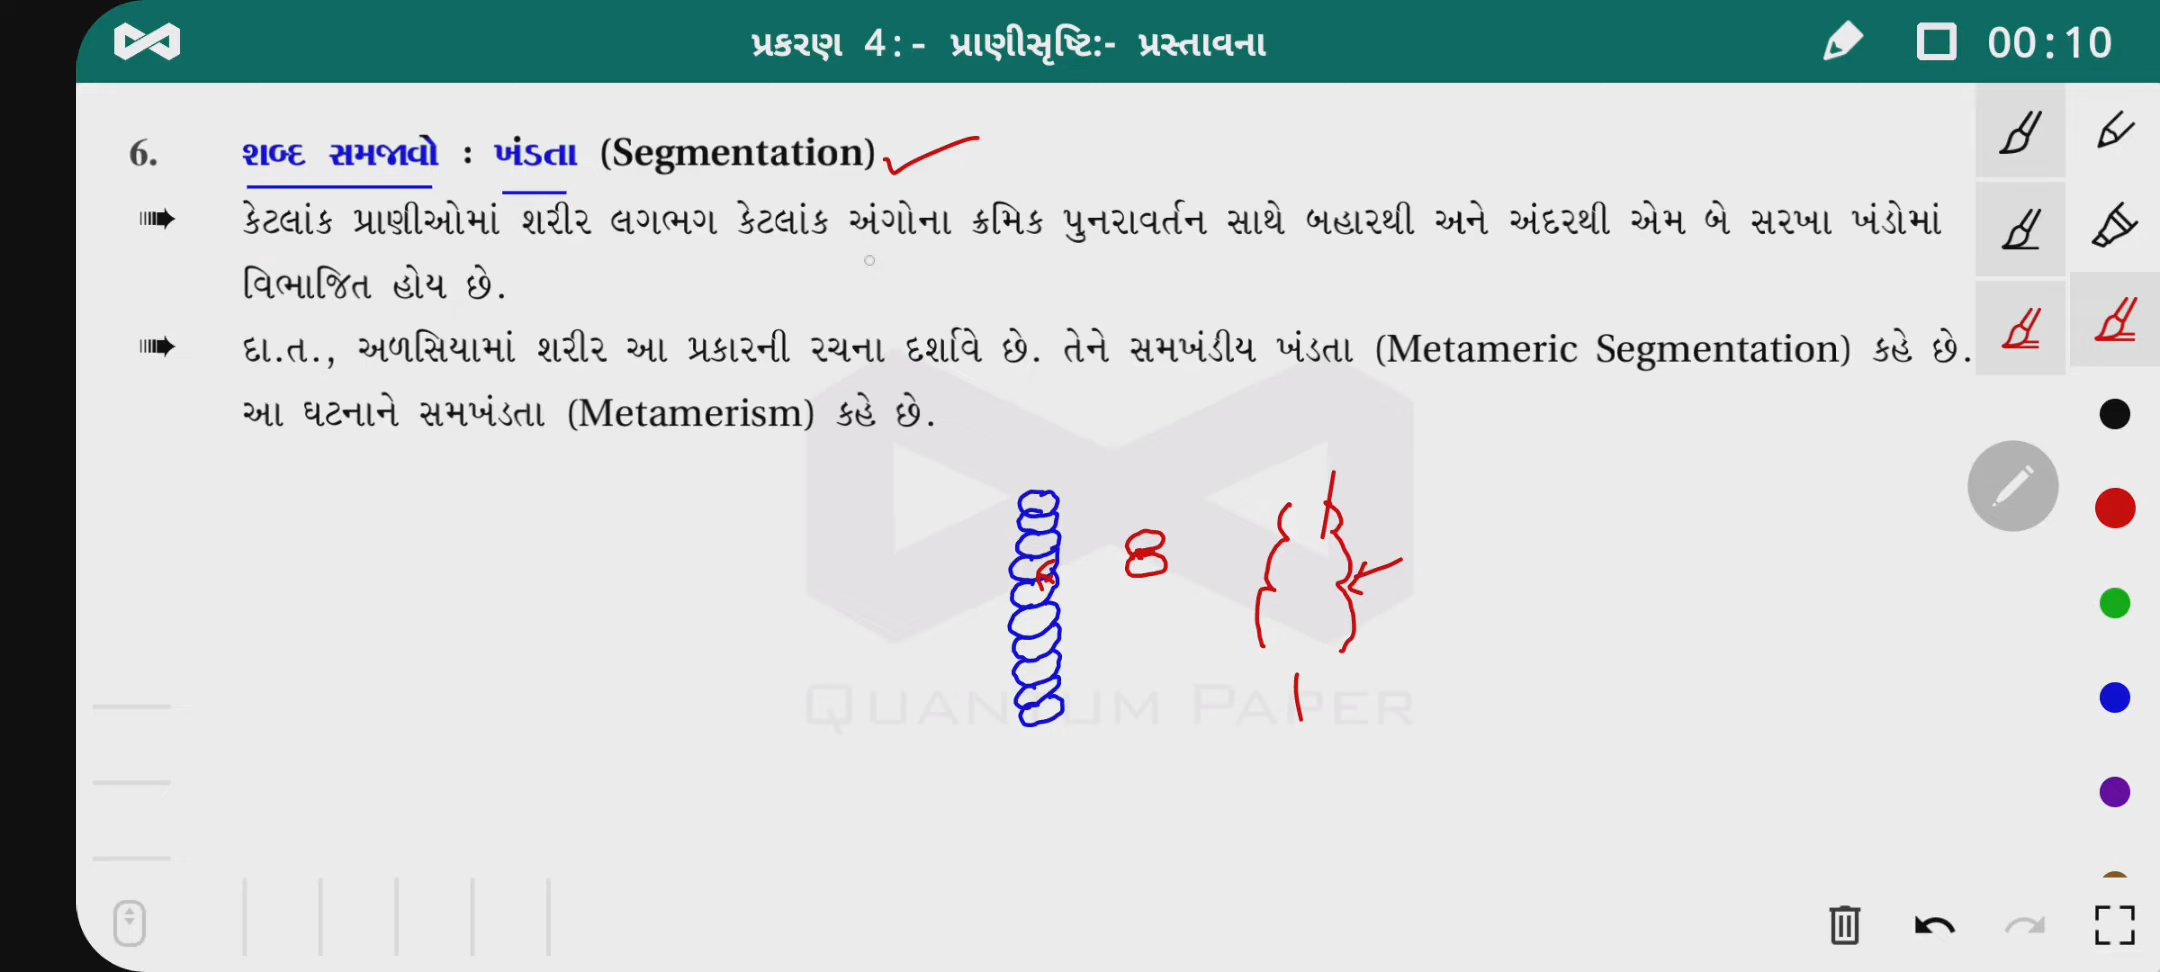 પ્રકરણ 4:- પ્રાણીસૃષ્ટિ:- પ્રસ્તાવના
00:10
6. શબ્દ સમજાવો : ખંડતા (Segmentation)
કેટલાંક પ્રાણીઓમાં શરીર લગભગ કેટલાંક અંગોના ક્રમિક પુનરાવર્તન સાથે બહારથી અને અંદરથી એમ બે સરખા ખંડોમાં
વિભાજિત હોય છે.
દા.ત., અળસિયામાં શરીર આ પ્રકારની રચના દર્શાવે છે. તેને સમખંડીય ખંડતા (Metameric Segmentation) કહે છે.
આ ઘટનાને સમખંડતા (Metamerism) કહે છે.
QUANTUM PAPER